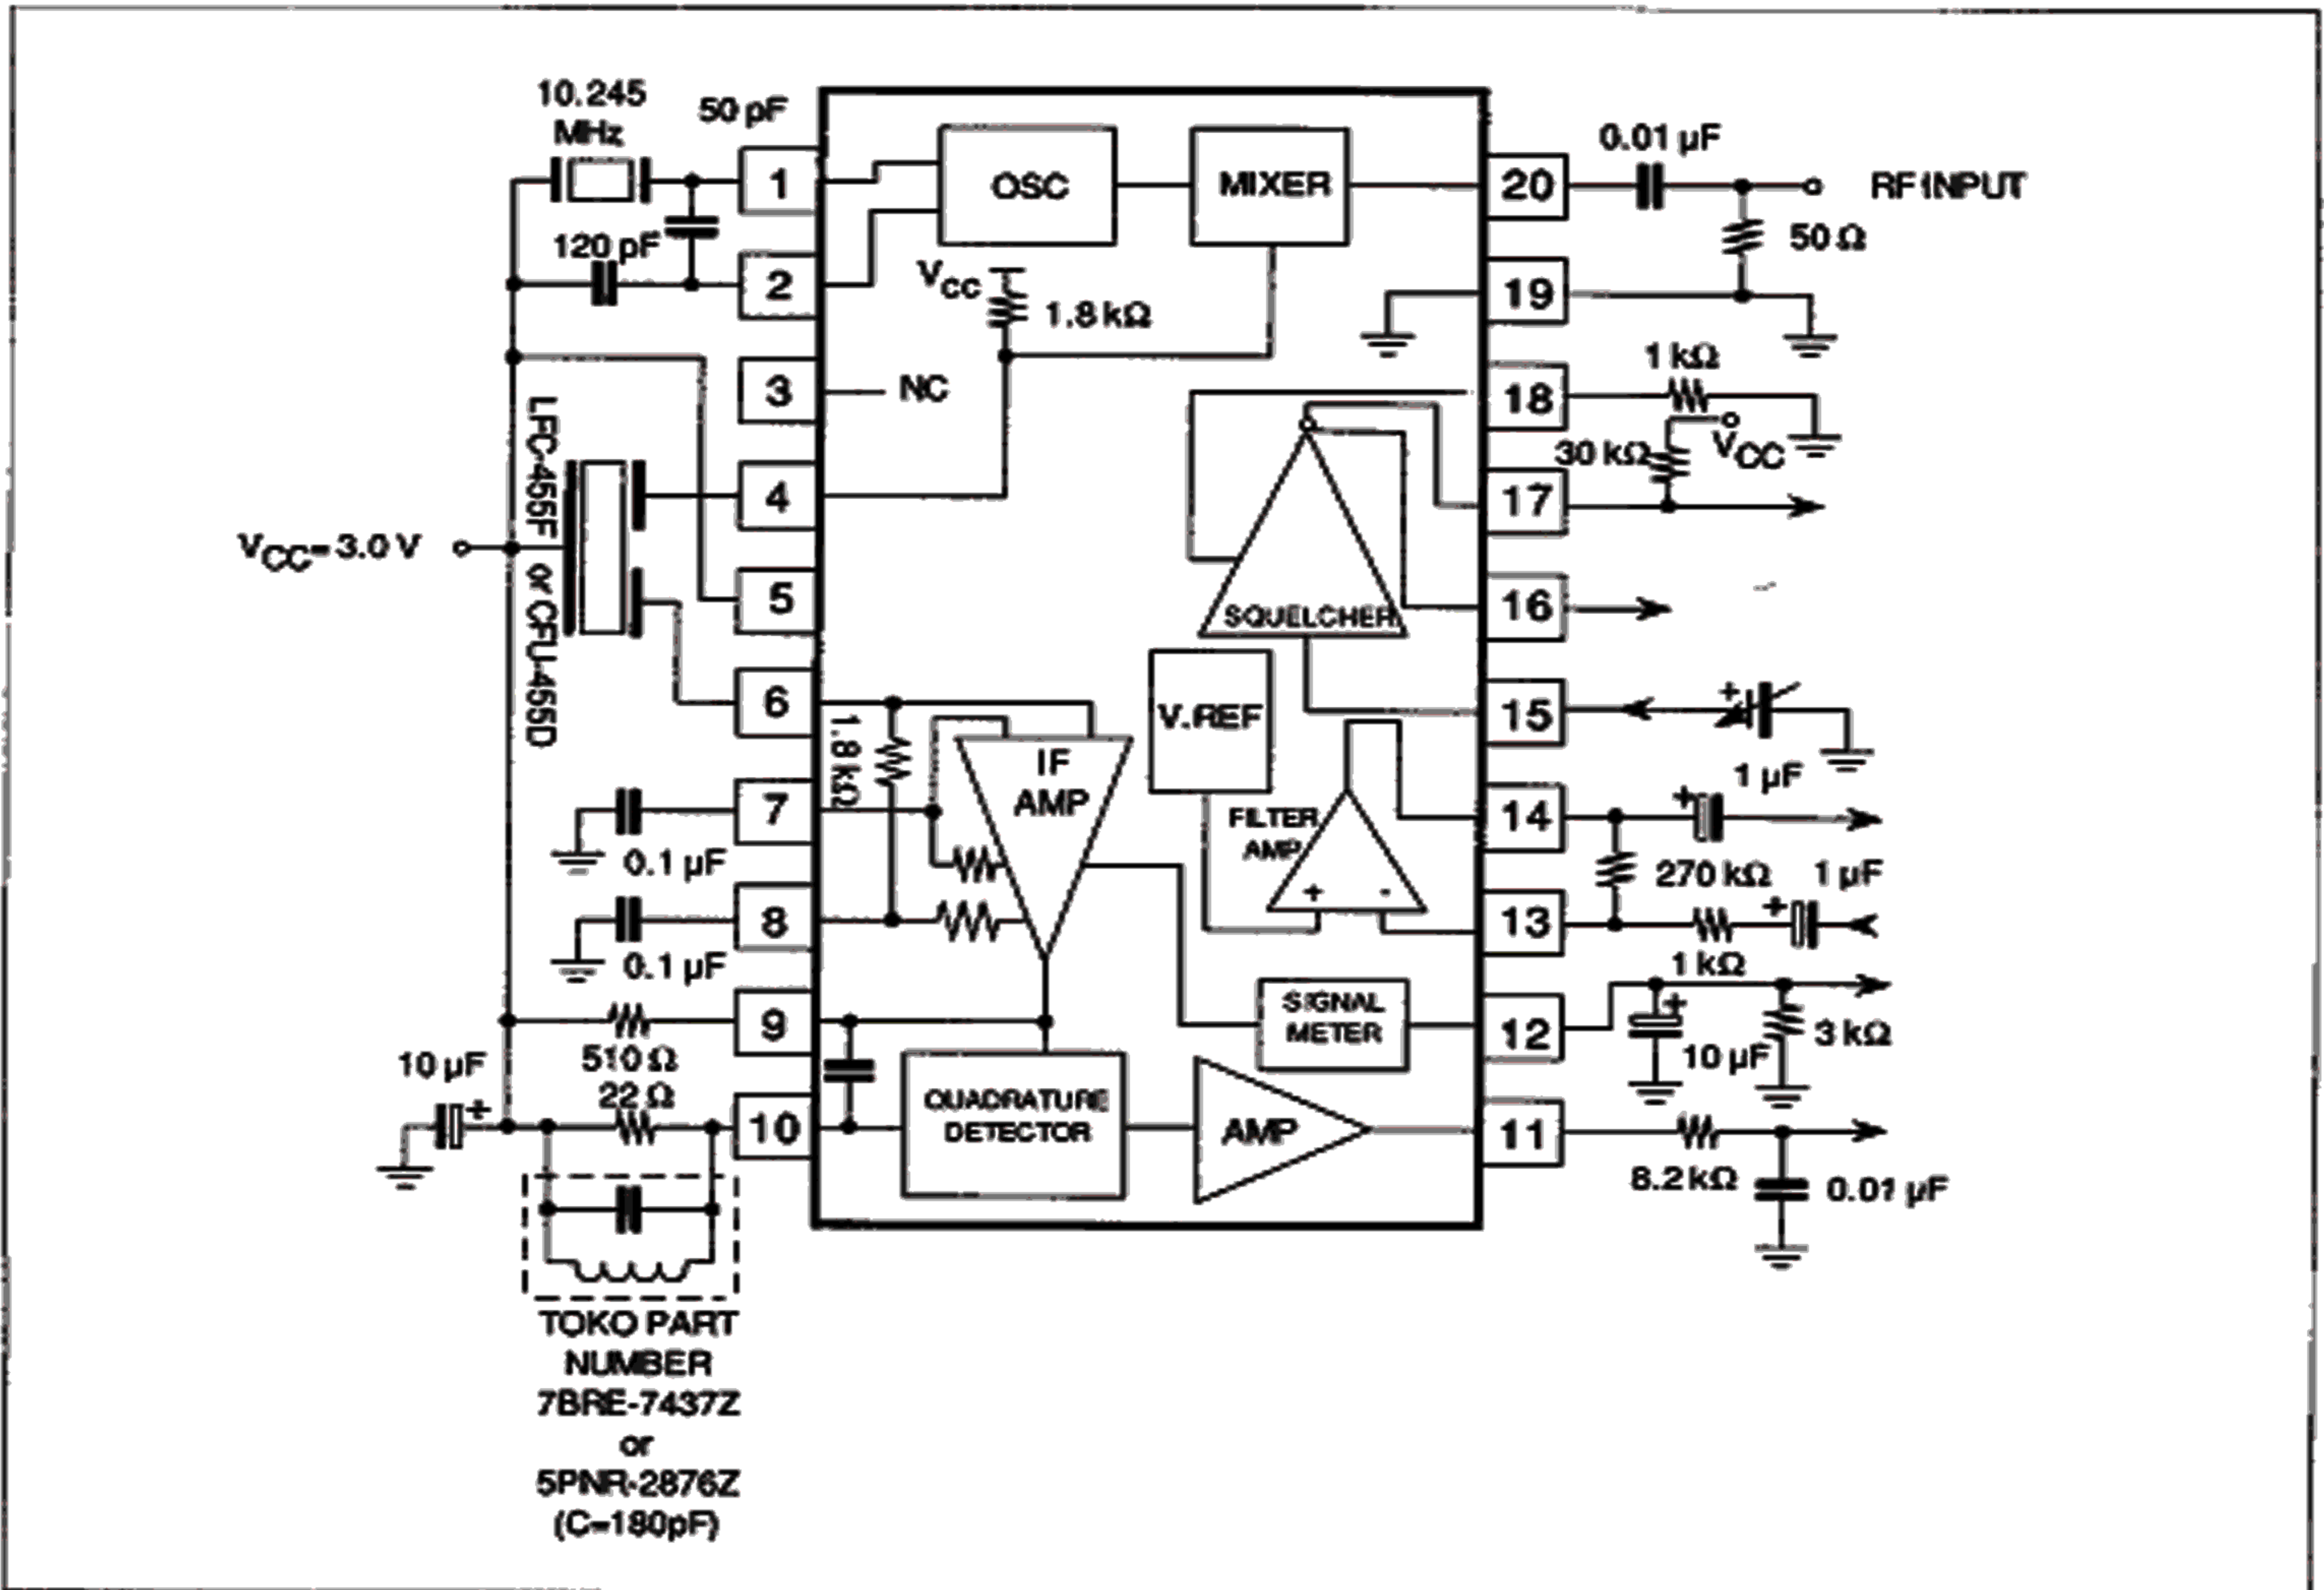 10.245
MHz
50 pF
120 pF
1
2
3
4
5
6
7
8
9
10
OSC
MIXER
VCC
1.8 kΩ
NC
LFC-455F or CFU-455D
VCC=3.0 V
1.8 kΩ
IF
AMP
0.1 µF
0.1 µF
510 Ω
22 Ω
10 µF
QUADRATURE
DETECTOR
AMP
SIGNAL
METER
V.REF
FILTER
AMP
+
-
SQUELCHER
20
19
18
17
16
15
14
13
12
11
0.01 µF
RF INPUT
50 Ω
1 kΩ
30 kΩ
VCC
+
1 µF
+
270 kΩ
1 µF
+
1 kΩ
+
10 µF
3 kΩ
8.2 kΩ
0.01 µF
+
TOKO PART
NUMBER
7BRE-7437Z
or
5PNR-2876Z
(C=180pF)